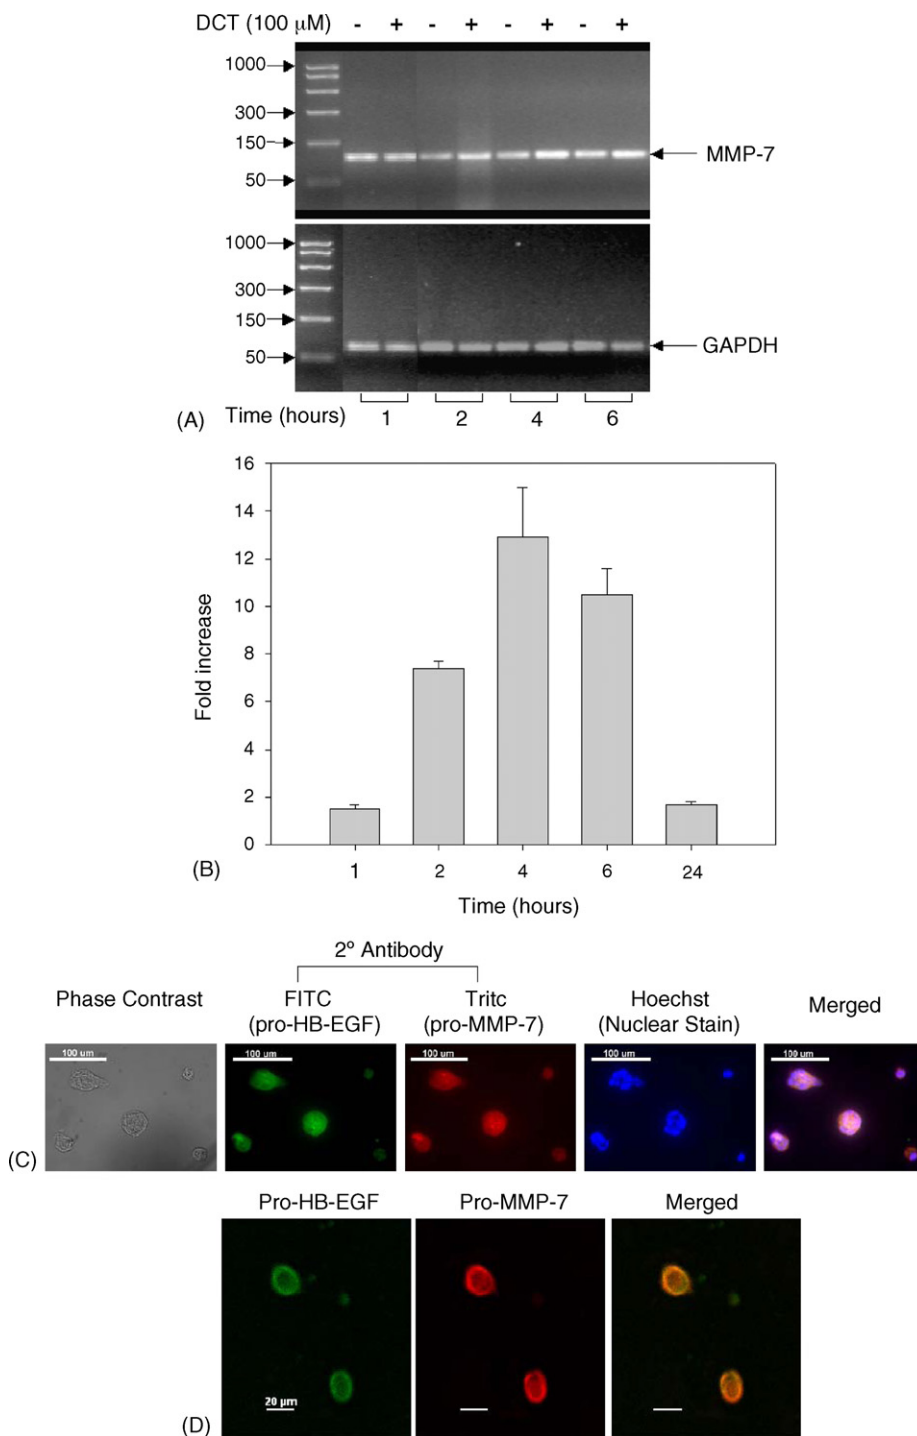 DCT (100 µM) - + - + - + - +
1000
300
150
50
MMP-7
1000
300
150
50
GAPDH
(A) Time (hours) 1 2 4 6
16
14
12
10
8
6
4
2
0
Fold increase
1 2 4 6 24
(B)
Time (hours)
2º Antibody
Phase Contrast FITC Tritc Hoechst Merged
(pro-HB-EGF) (pro-MMP-7) (Nuclear Stain)
100 um 100 um 100 um 100 um 100 um
(C)
Pro-HB-EGF Pro-MMP-7 Merged
20 µm
(D)